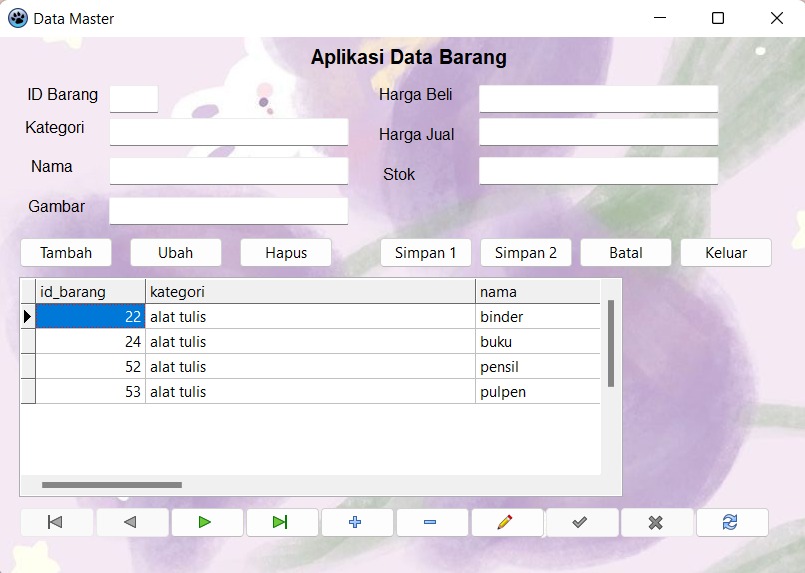 Data Master
Aplikasi Data Barang
ID Barang
Harga Beli
Kategori
Harga Jual
Nama
Stok
Gambar
Tambah Ubah Hapus Simpan 1 Simpan 2 Batal Keluar
id_barang kategori nama
22 alat tulis binder
24 alat tulis buku
52 alat tulis pensil
53 alat tulis pulpen